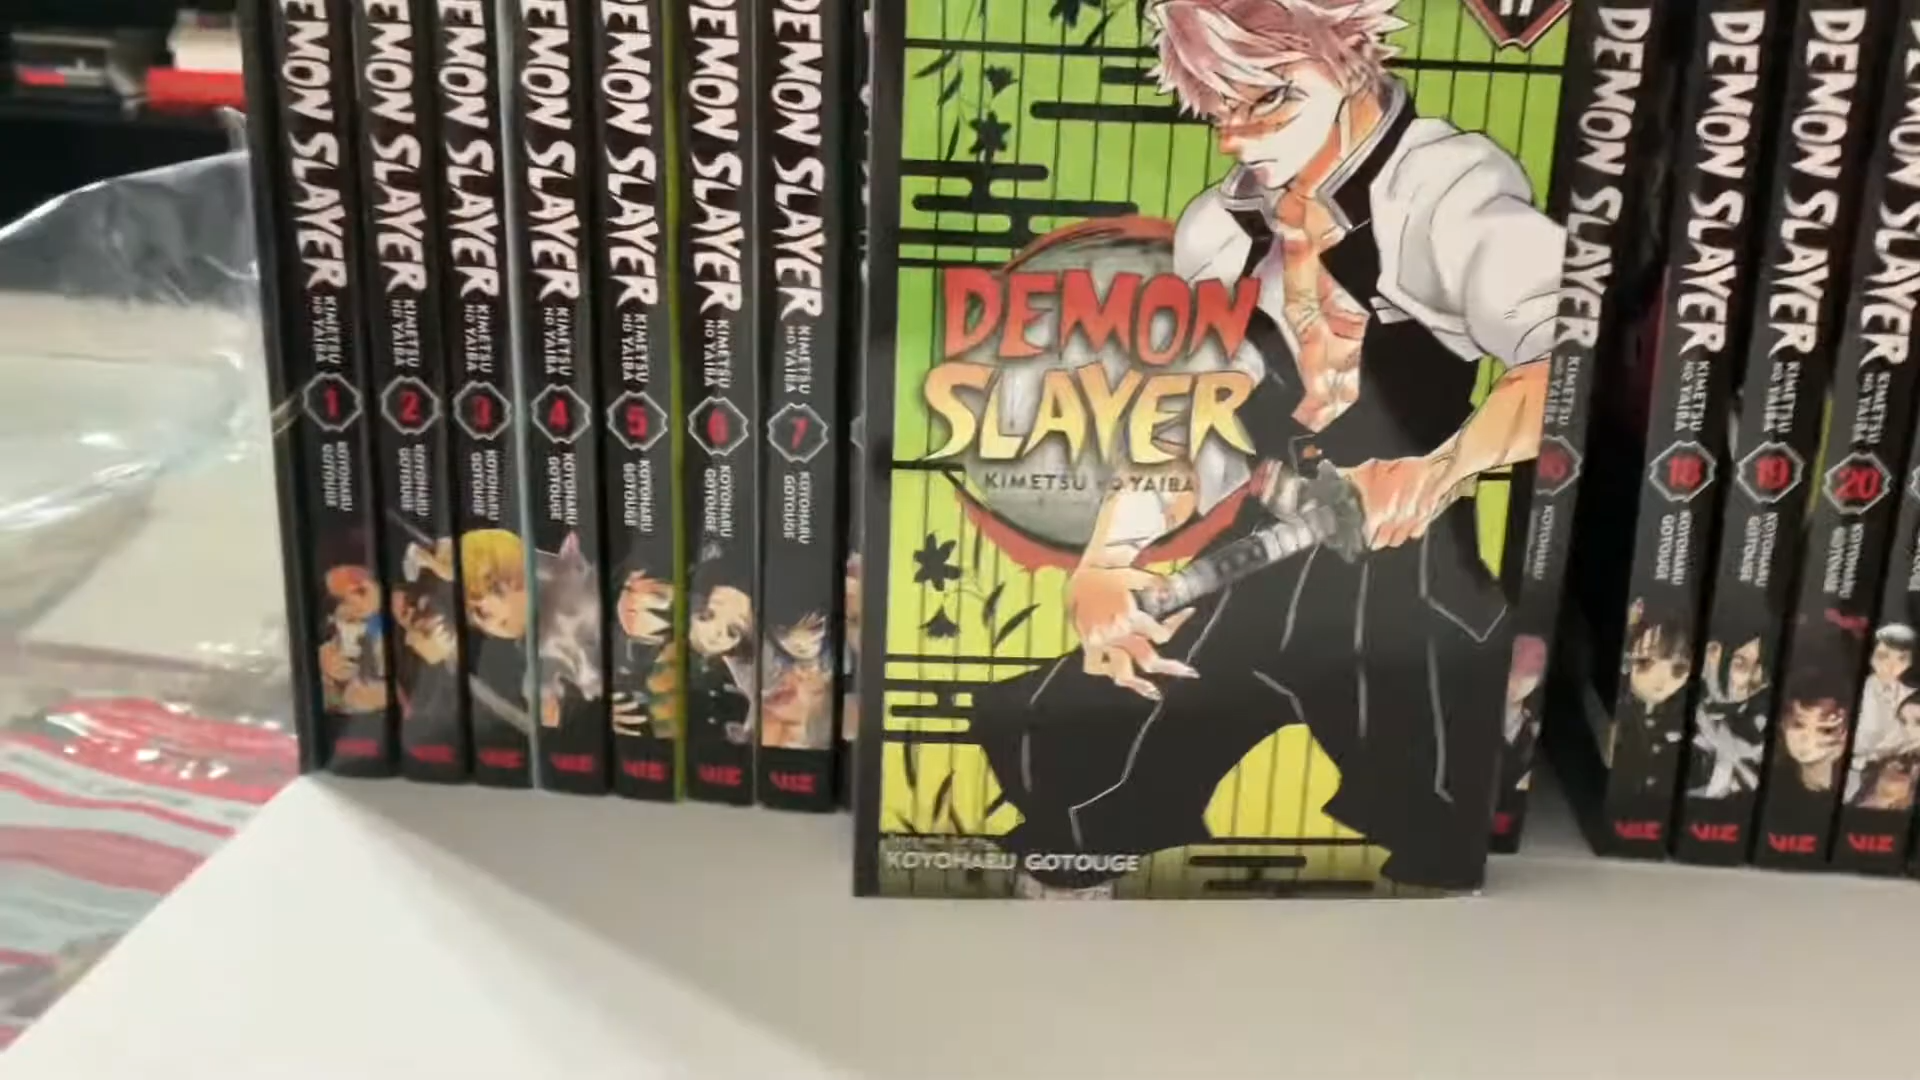 DEMON SLAYER KIMETSU NO YAIBA 1 KOYOHARU GOTOUGE VIZ
DEMON SLAYER KIMETSU NO YAIBA 2 KOYOHARU GOTOUGE VIZ
DEMON SLAYER KIMETSU NO YAIBA 3 KOYOHARU GOTOUGE VIZ
DEMON SLAYER KIMETSU NO YAIBA 4 KOYOHARU GOTOUGE VIZ
DEMON SLAYER KIMETSU NO YAIBA 5 KOYOHARU GOTOUGE VIZ
DEMON SLAYER KIMETSU NO YAIBA 6 KOYOHARU GOTOUGE VIZ
DEMON SLAYER KIMETSU NO YAIBA 7 KOYOHARU GOTOUGE VIZ
DEMON
SLAYER
KIMETSU NO YAIBA
KOYOHARU GOTOUGE
DEMON SLAYER KIMETSU NO YAIBA 16 KOYOHARU
DEMON SLAYER KIMETSU NO YAIBA 18 KOYOHARU GOTOUGE VIZ
DEMON SLAYER KIMETSU NO YAIBA 19 KOYOHARU GOTOUGE VIZ
DEMON SLAYER KIMETSU NO YAIBA 20 KOYOHARU GOTOUGE VIZ